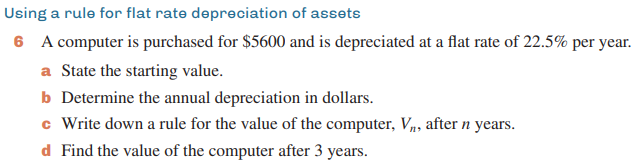 Using a rule for flat rate depreciation of assets
6 A computer is purchased for $5600 and is depreciated at a flat rate of 22.5% per year.
a State the starting value.
b Determine the annual depreciation in dollars.
c Write down a rule for the value of the computer, Vₙ, after n years.
d Find the value of the computer after 3 years.